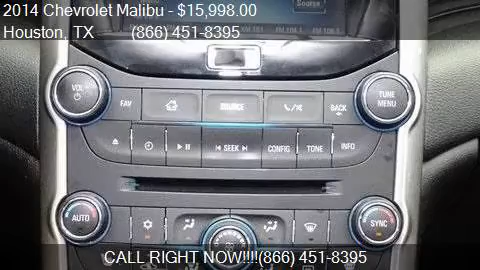 2014 Chevrolet Malibu - $15,998.00
Houston, TX (866) 451-8395
Source
VOL
FAV
SOURCE
BACK
TUNE
MENU
SEEK
CONFIG
TONE
INFO
AUTO
SYNC
CALL RIGHT NOW!!!!(866) 451-8395